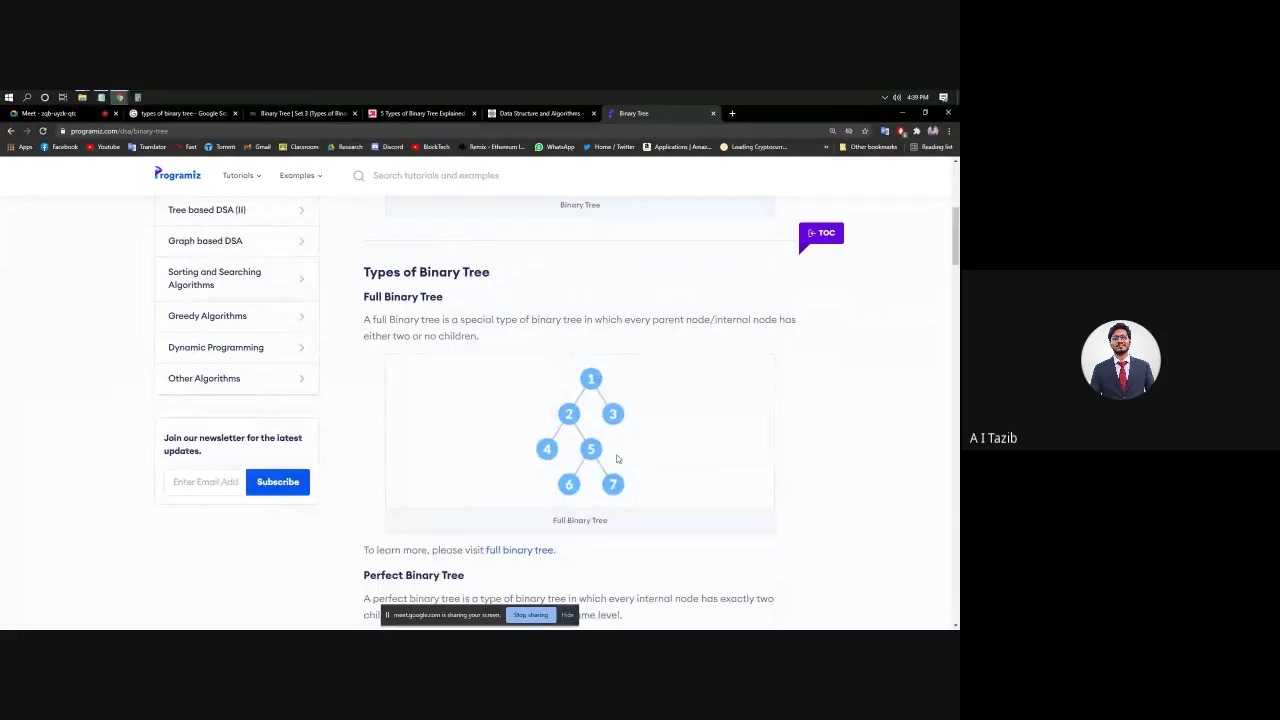 4:39 PM
Meet - zqb-uyzk-qtc
types of binary tree - Google Se
Binary Tree | Set 3 (Types of Bina
5 Types of Binary Tree Explained
Data Structure and Algorithms -
Binary Tree
programiz.com/dsa/binary-tree
Apps Facebook Youtube Translator Fast Torrent Gmail Classroom Research Discord BlockTech Remix - Ethereum I... WhatsApp Home / Twitter Applications | Amaz... Leading Cryptocur... » Other bookmarks Reading list
Programiz Tutorials Examples Search tutorials and examples
Tree based DSA (II)
Graph based DSA
Sorting and Searching
Algorithms
Greedy Algorithms
Dynamic Programming
Other Algorithms
Join our newsletter for the latest
updates.
Enter Email Add Subscribe
Binary Tree
TOC
Types of Binary Tree
Full Binary Tree
A full Binary tree is a special type of binary tree in which every parent node/internal node has
either two or no children.
1
2 3
4 5
6 7
Full Binary Tree
To learn more, please visit full binary tree.
Perfect Binary Tree
A perfect binary tree is a type of binary tree in which every internal node has exactly two
chil
me level.
meet.google.com is sharing your screen. Stop sharing Hide
A I Tazib